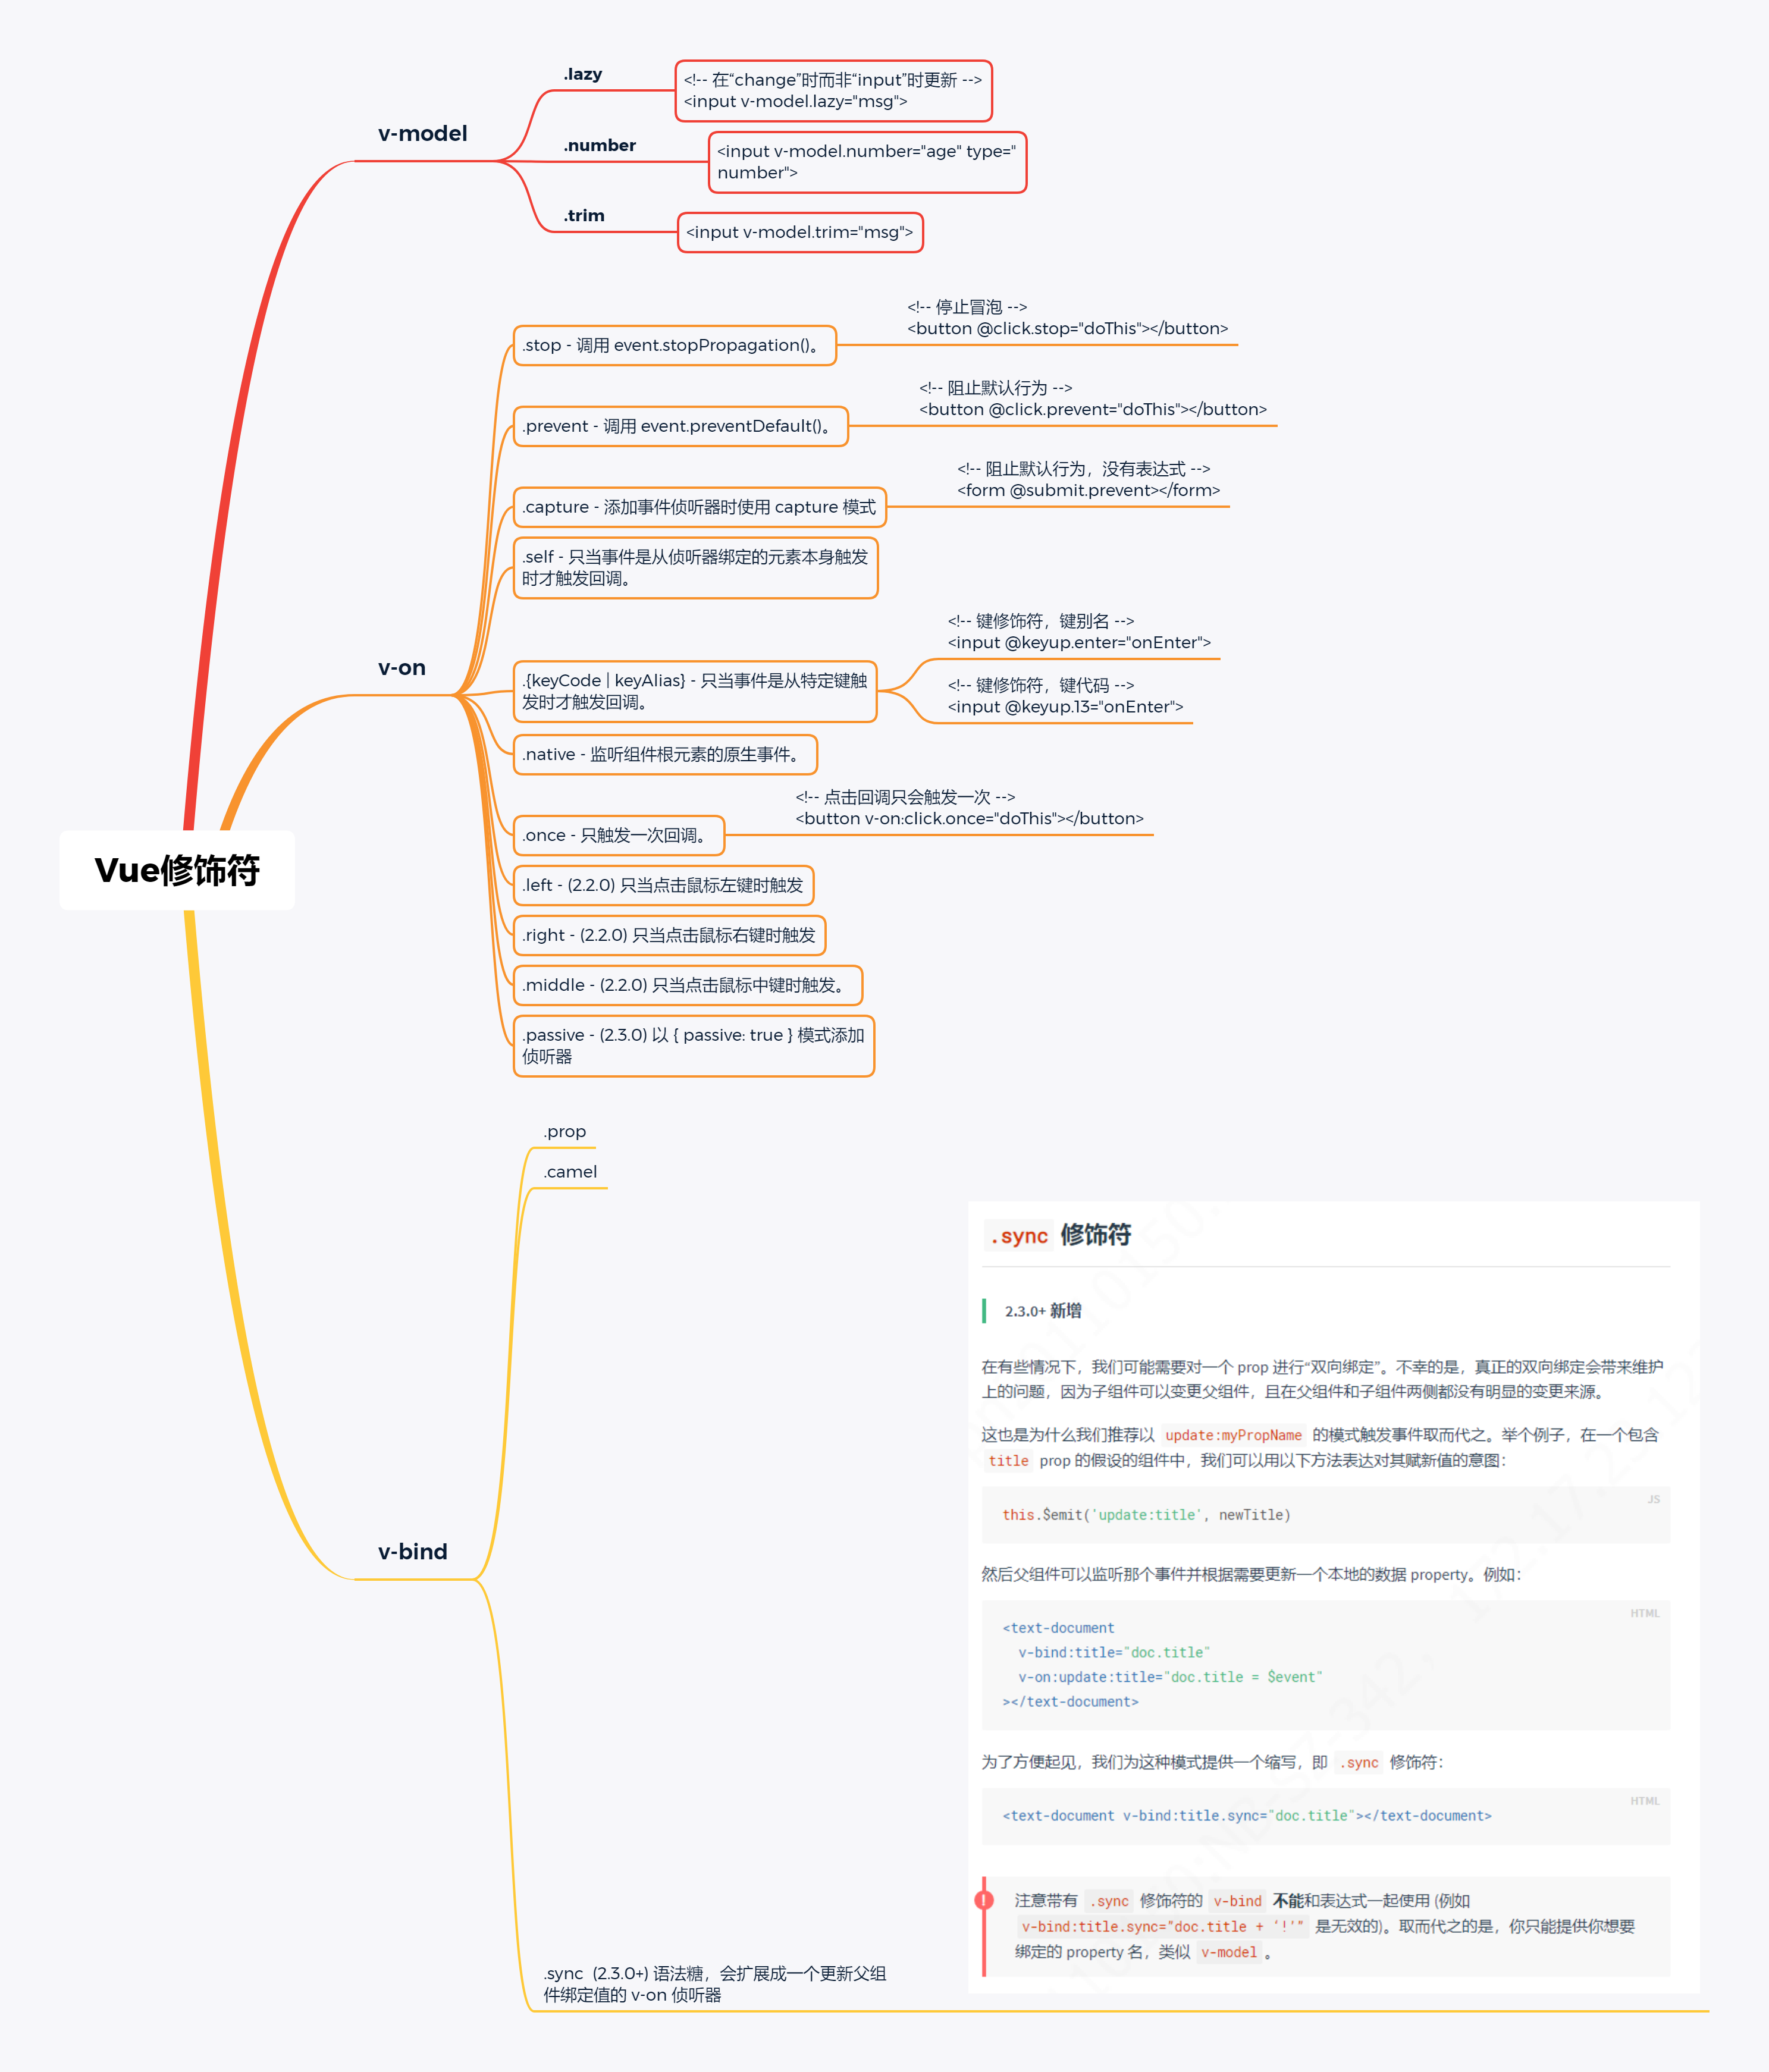 Vue修饰符
v-model
.lazy
<!-- 在“change”时而非“input”时更新 -->
<input v-model.lazy="msg">
.number
<input v-model.number="age" type="
number">
.trim
<input v-model.trim="msg">
v-on
.stop - 调用 event.stopPropagation()。
<!-- 停止冒泡 -->
<button @click.stop="doThis"></button>
.prevent - 调用 event.preventDefault()。
<!-- 阻止默认行为 -->
<button @click.prevent="doThis"></button>
.capture - 添加事件侦听器时使用 capture 模式
<!-- 阻止默认行为，没有表达式 -->
<form @submit.prevent></form>
.self - 只当事件是从侦听器绑定的元素本身触发
时才触发回调。
.{keyCode | keyAlias} - 只当事件是从特定键触
发时才触发回调。
<!-- 键修饰符，键别名 -->
<input @keyup.enter="onEnter">
<!-- 键修饰符，键代码 -->
<input @keyup.13="onEnter">
.native - 监听组件根元素的原生事件。
.once - 只触发一次回调。
<!-- 点击回调只会触发一次 -->
<button v-on:click.once="doThis"></button>
.left - (2.2.0) 只当点击鼠标左键时触发
.right - (2.2.0) 只当点击鼠标右键时触发
.middle - (2.2.0) 只当点击鼠标中键时触发。
.passive - (2.3.0) 以 { passive: true } 模式添加
侦听器
v-bind
.prop
.camel
.sync  (2.3.0+) 语法糖，会扩展成一个更新父组
件绑定值的 v-on 侦听器
.sync 修饰符
2.3.0+ 新增
在有些情况下，我们可能需要对一个 prop 进行“双向绑定”。不幸的是，真正的双向绑定会带来维护
上的问题，因为子组件可以变更父组件，且在父组件和子组件两侧都没有明显的变更来源。
这也是为什么我们推荐以 update:myPropName 的模式触发事件取而代之。举个例子，在一个包含
title prop 的假设的组件中，我们可以用以下方法表达对其赋新值的意图：
JS
this.$emit('update:title', newTitle)
然后父组件可以监听那个事件并根据需要更新一个本地的数据 property。例如：
HTML
<text-document
v-bind:title="doc.title"
v-on:update:title="doc.title = $event"
></text-document>
为了方便起见，我们为这种模式提供一个缩写，即 .sync 修饰符：
HTML
<text-document v-bind:title.sync="doc.title"></text-document>
注意带有 .sync 修饰符的 v-bind 不能和表达式一起使用 (例如
v-bind:title.sync="doc.title + '!'" 是无效的)。取而代之的是，你只能提供你想要
绑定的 property 名，类似 v-model。